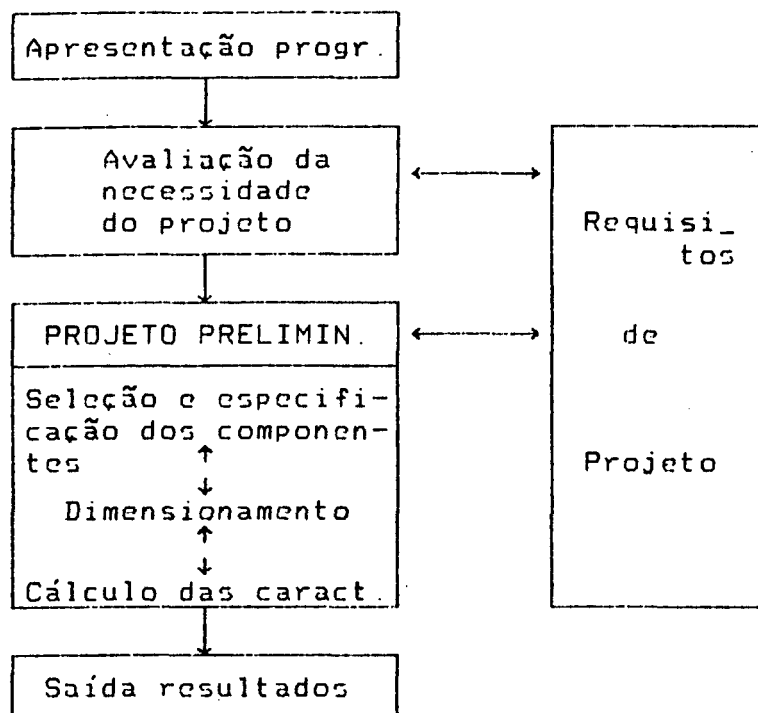 Apresentação progr.
Avaliação da
necessidade
do projeto
PROJETO PRELIMIN.
Seleção e especifi-
cação dos componen-
tes
Dimensionamento
Cálculo das caract.
Saída resultados
Requisi_
tos
de
Projeto